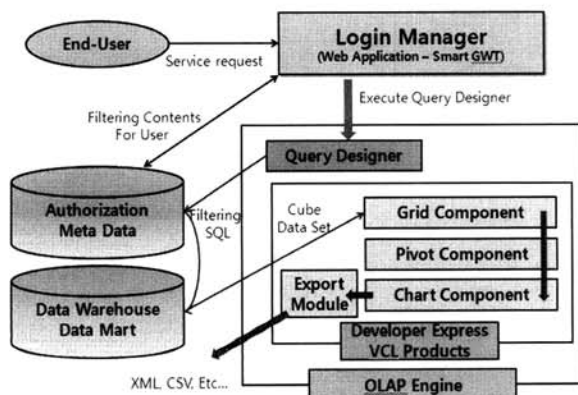 End-User
Service request
Login Manager
(Web Application – Smart GWT)
Execute Query Designer
Filtering Contents
For User
Query Designer
Authorization
Meta Data
Filtering
SQL
Cube
Data Set
Grid Component
Pivot Component
Chart Component
Export
Module
Data Warehouse
Data Mart
Developer Express
VCL Products
XML, CSV, Etc...
OLAP Engine